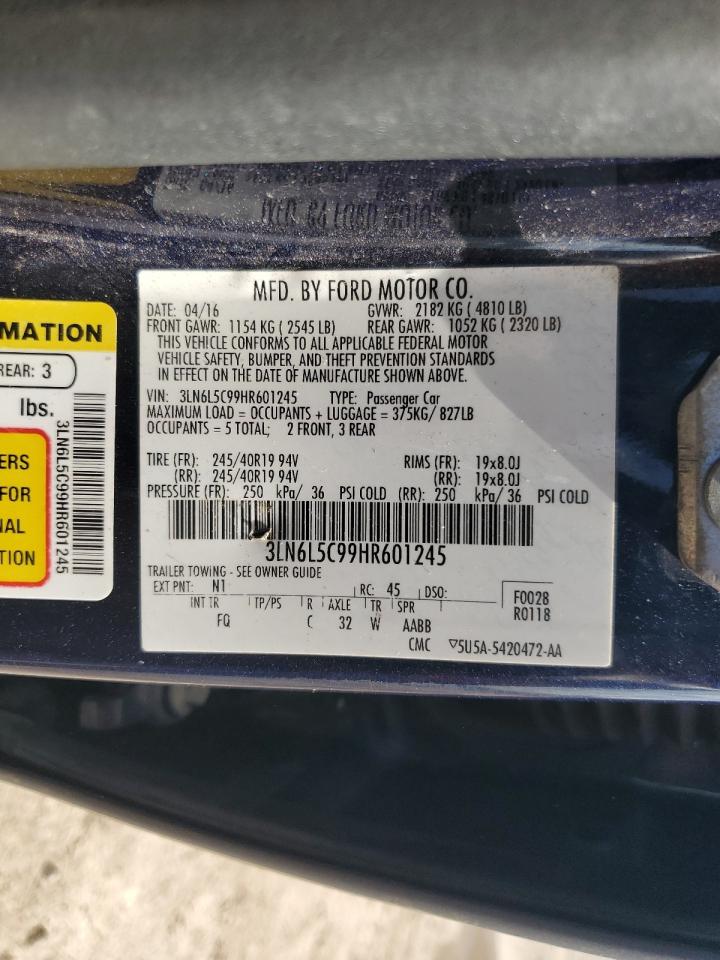 MFD. BY FORD MOTOR CO.
DATE: 04/16 GVWR: 2182 KG ( 4810 LB)
FRONT GAWR: 1154 KG ( 2545 LB) REAR GAWR: 1052 KG ( 2320 LB)
THIS VEHICLE CONFORMS TO ALL APPLICABLE FEDERAL MOTOR
VEHICLE SAFETY, BUMPER, AND THEFT PREVENTION STANDARDS
IN EFFECT ON THE DATE OF MANUFACTURE SHOWN ABOVE.
VIN: 3LN6L5C99HR601245 TYPE: Passenger Car
MAXIMUM LOAD = OCCUPANTS + LUGGAGE = 375KG/ 827LB
OCCUPANTS = 5 TOTAL; 2 FRONT, 3 REAR
TIRE (FR): 245/40R19 94V RIMS (FR): 19x8.0J
(RR): 245/40R19 94V (RR): 19x8.0J
PRESSURE (FR): 250 kPa/ 36 PSI COLD (RR): 250 kPa/ 36 PSI COLD
3LN6L5C99HR601245
TRAILER TOWING - SEE OWNER GUIDE
EXT PNT: N1 RC: 45 DSO: F0028
INT TR TP/PS R AXLE TR SPR R0118
FQ C 32 W AABB
CMC ▽5U5A-5420472-AA
MATION
REAR: 3
lbs.
ERS
FOR
NAL
TION
3LN6L5C99HR601245